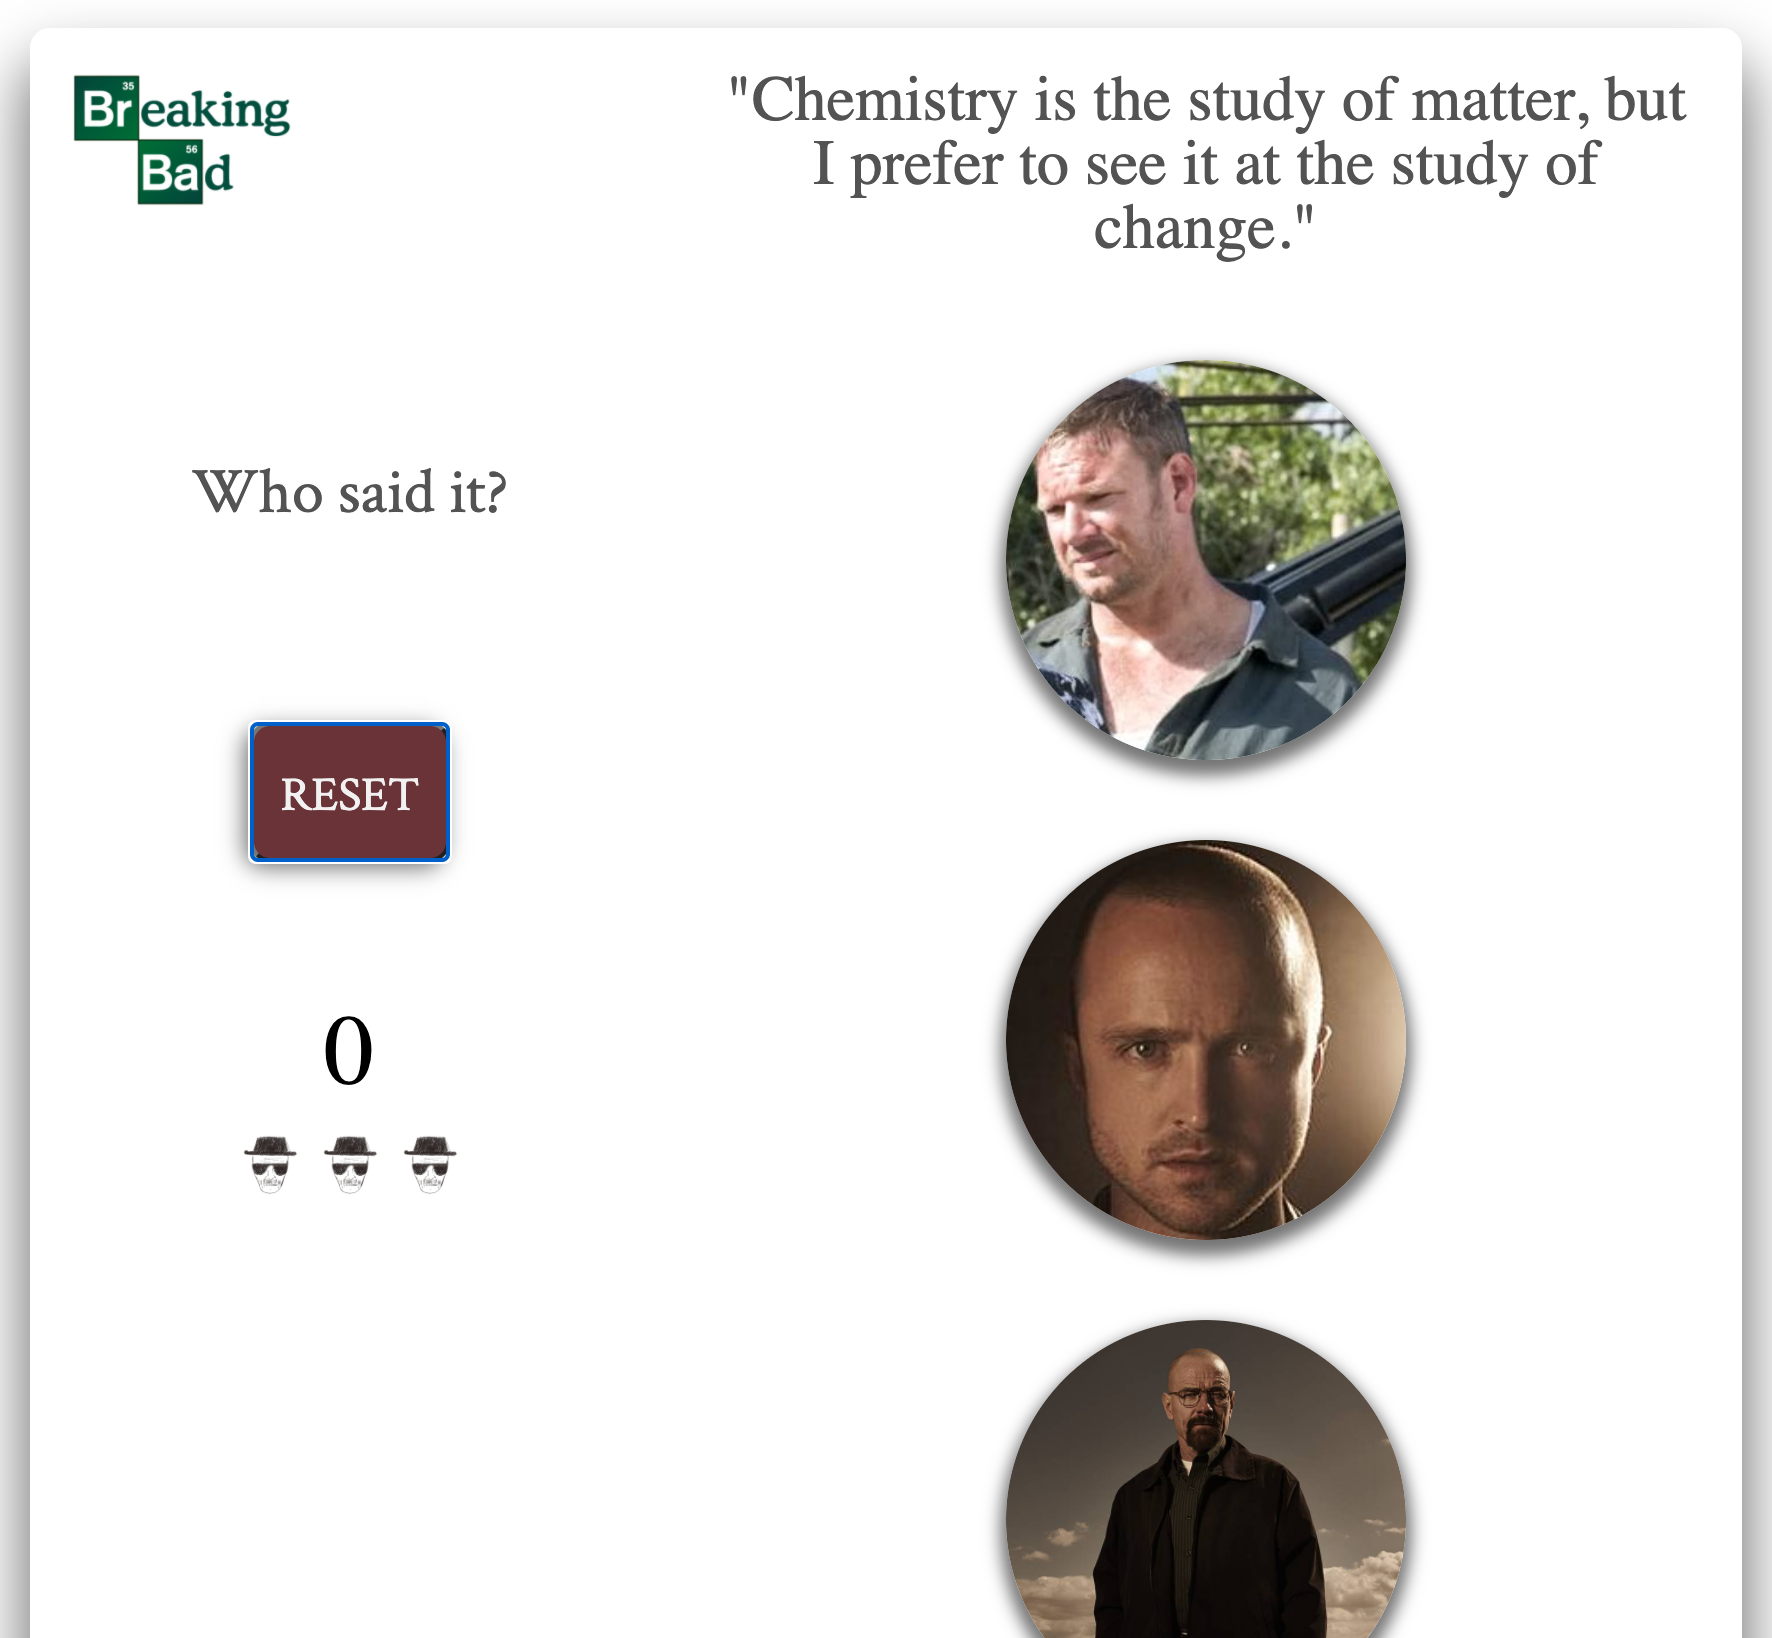 35
Breaking
56
Bad
"Chemistry is the study of matter, but
I prefer to see it at the study of
change."
Who said it?
RESET
0